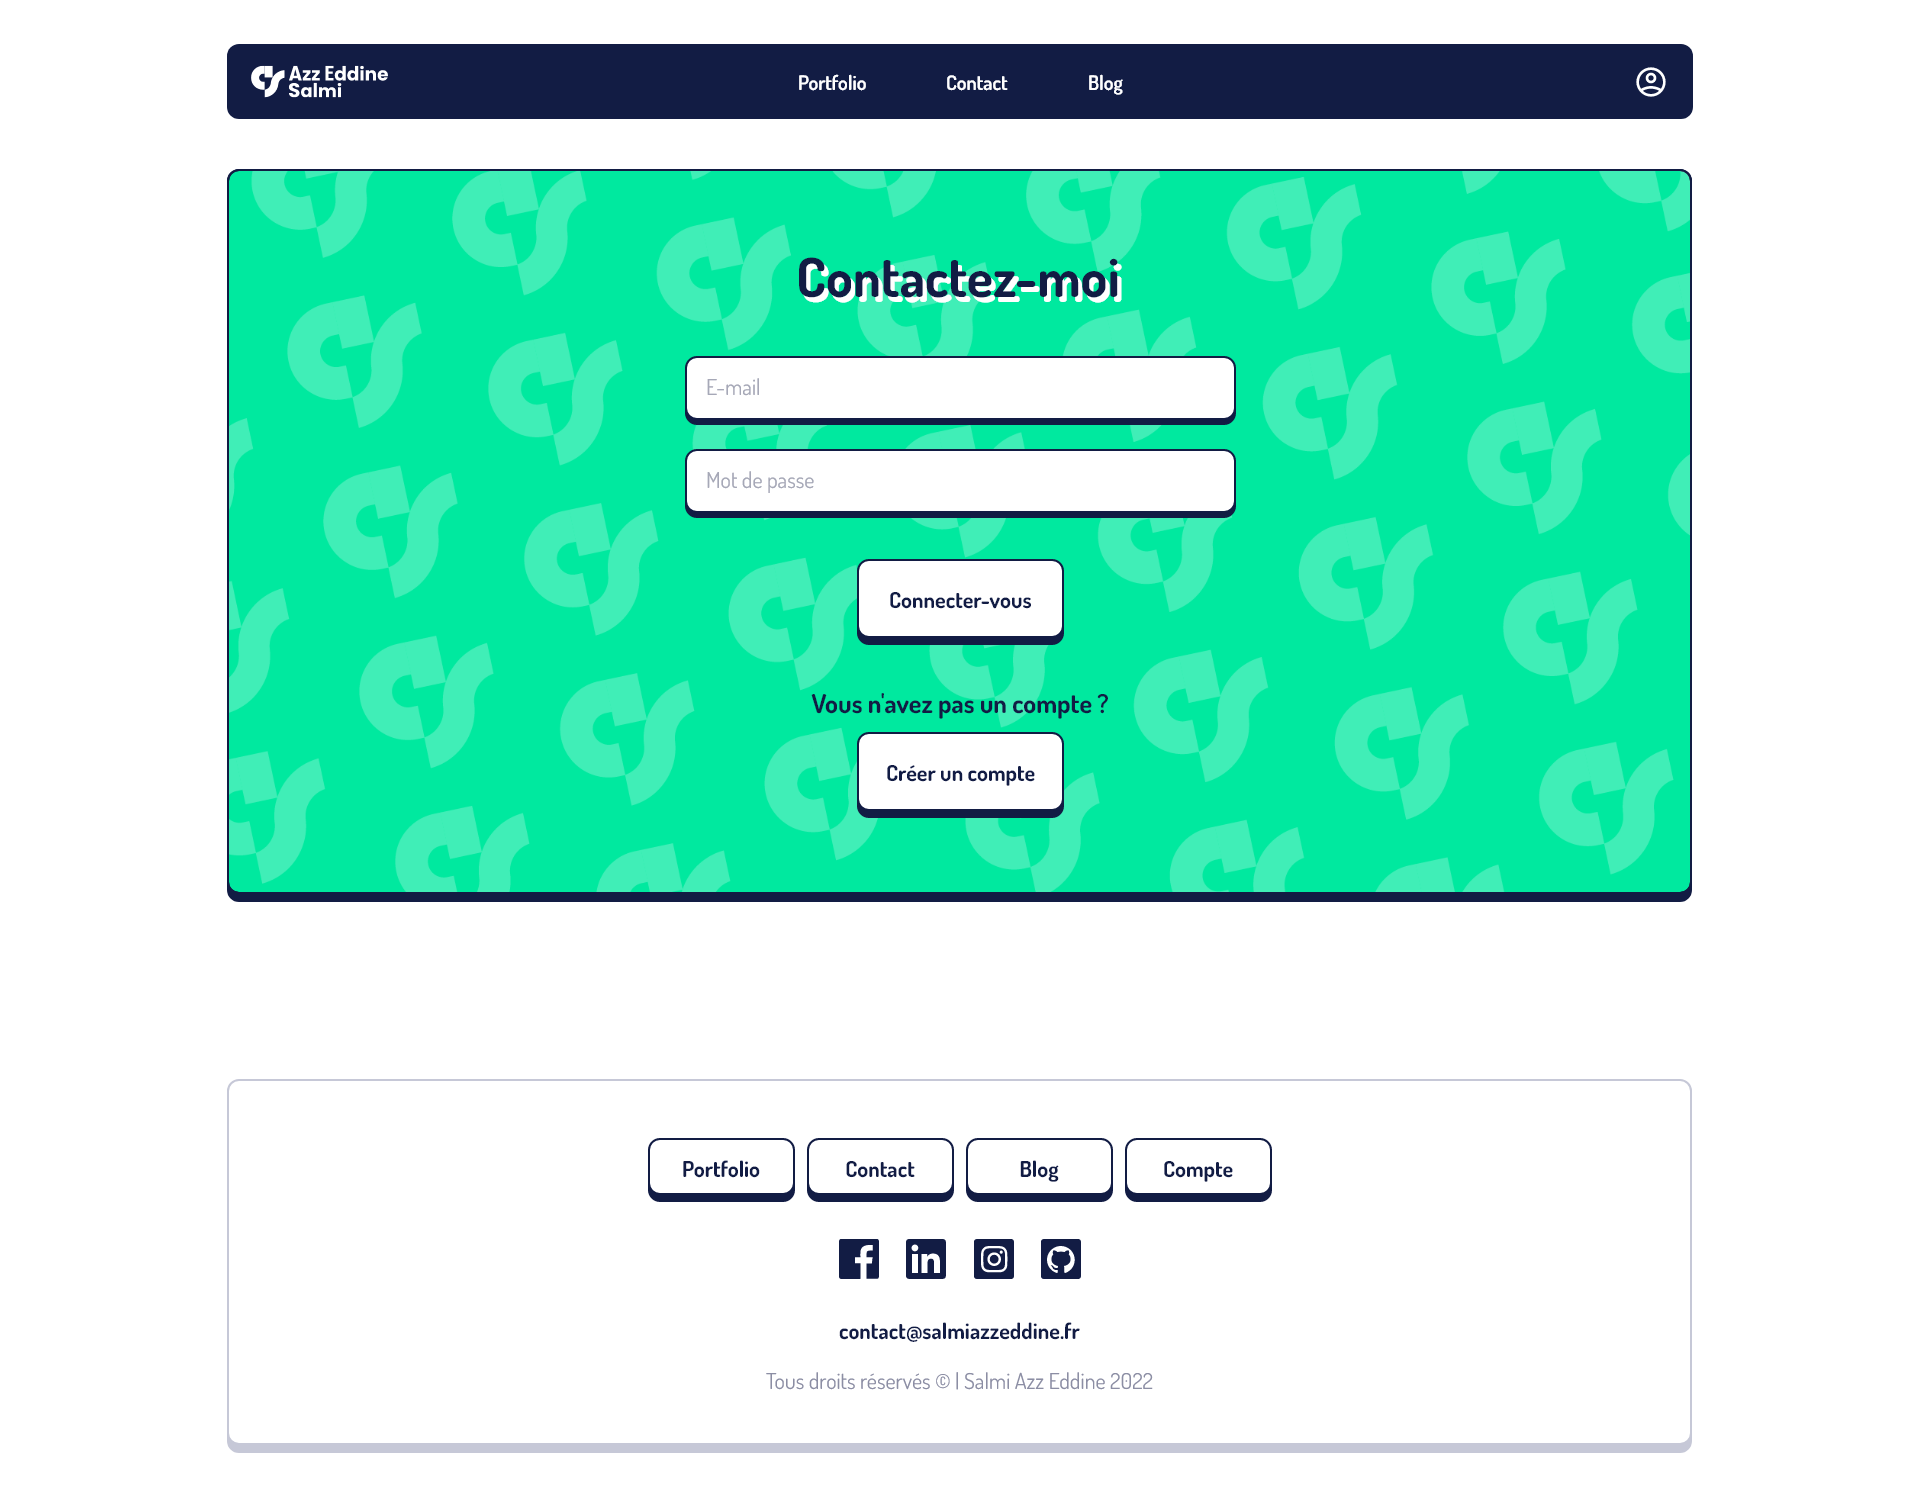 Azz Eddine
Salmi
Portfolio
Contact
Blog
Contactez-moi
E-mail
Mot de passe
Connecter-vous
Vous n'avez pas un compte ?
Créer un compte
Portfolio
Contact
Blog
Compte
contact@salmiazzeddine.fr
Tous droits réservés © | Salmi Azz Eddine 2022